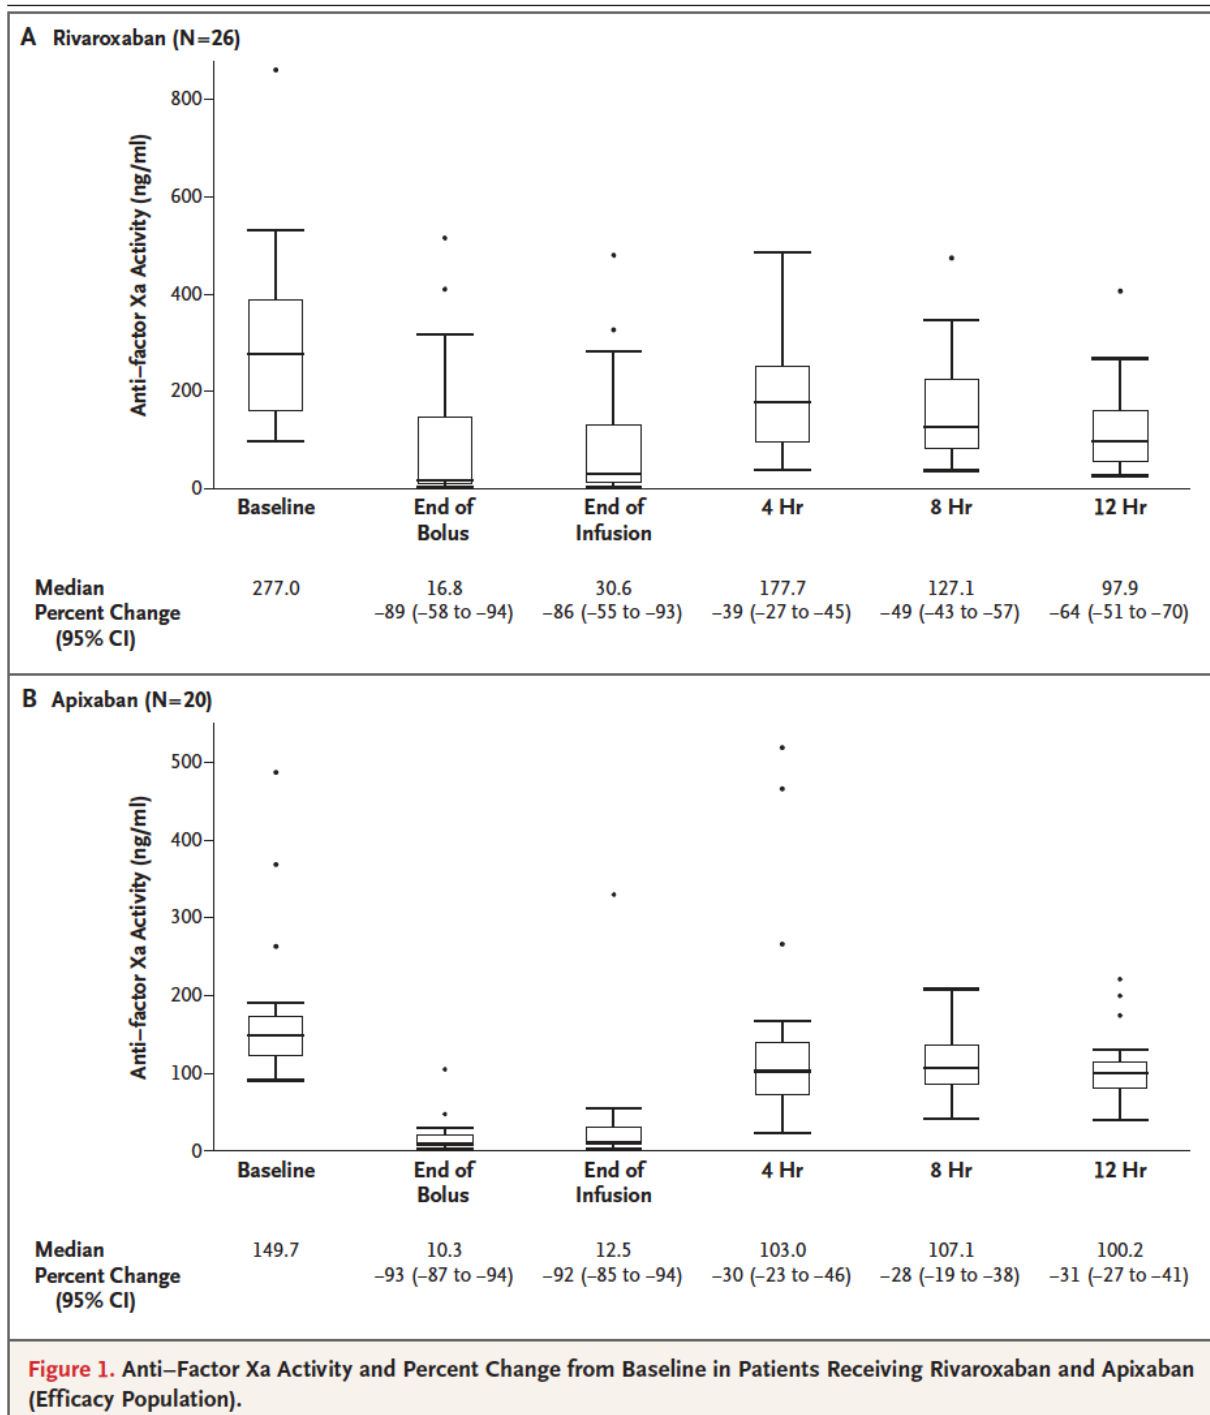 A Rivaroxaban (N=26)
Anti–factor Xa Activity (ng/ml)
800
600
400
200
0
Baseline
End of
Bolus
End of
Infusion
4 Hr
8 Hr
12 Hr
Median 277.0 16.8 30.6 177.7 127.1 97.9
Percent Change –89 (–58 to –94) –86 (–55 to –93) –39 (–27 to –45) –49 (–43 to –57) –64 (–51 to –70)
(95% CI)
B Apixaban (N=20)
Anti–factor Xa Activity (ng/ml)
500
400
300
200
100
0
Baseline
End of
Bolus
End of
Infusion
4 Hr
8 Hr
12 Hr
Median 149.7 10.3 12.5 103.0 107.1 100.2
Percent Change –93 (–87 to –94) –92 (–85 to –94) –30 (–23 to –46) –28 (–19 to –38) –31 (–27 to –41)
(95% CI)
Figure 1. Anti–Factor Xa Activity and Percent Change from Baseline in Patients Receiving Rivaroxaban and Apixaban
(Efficacy Population).